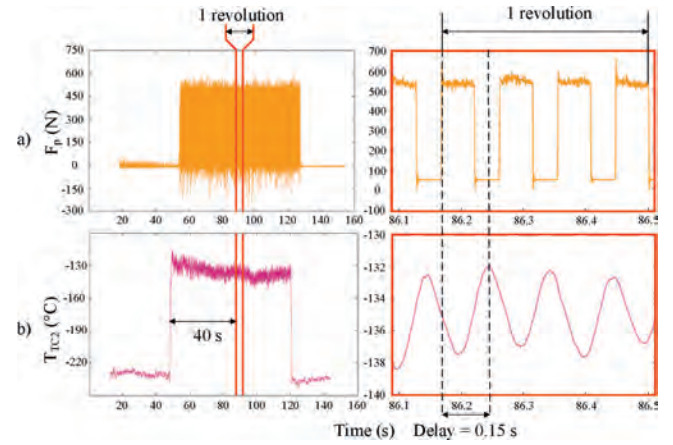 1 revolution
1 revolution
a)
Fp (N)
750
600
450
300
150
0
-150
-300
20 40 60 80 100 120 140 160
700
600
500
400
300
200
100
0
-100
86.1 86.2 86.3 86.4 86.5
b)
TTC2 (°C)
-130
-160
-190
-220
40 s
20 40 60 80 100 120 140 160
-130
-132
-134
-136
-138
-140
86.1 86.2 86.3 86.4 86.5
Time (s) Delay = 0.15 s